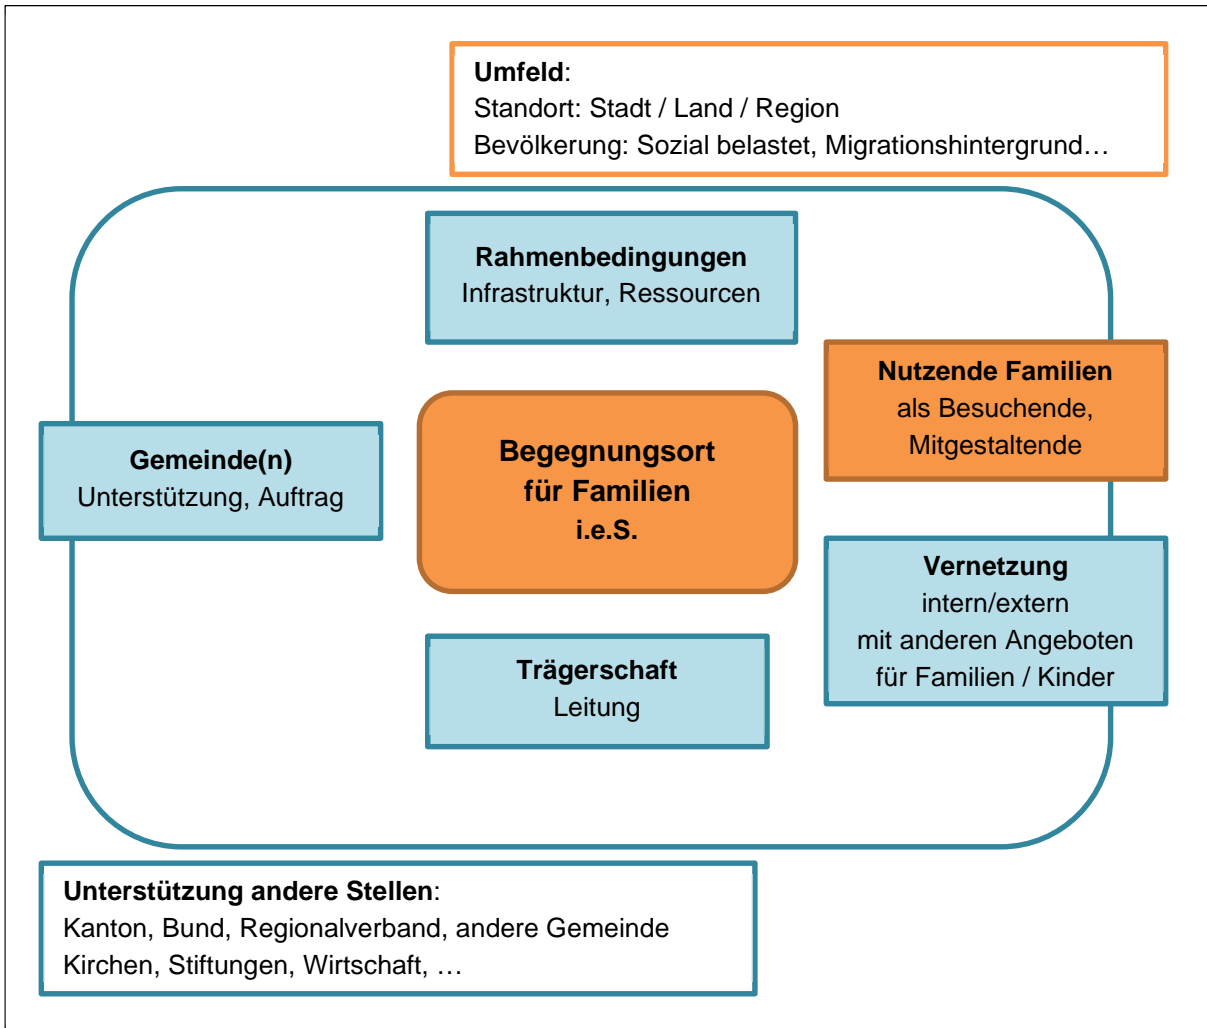 Umfeld:
Standort: Stadt / Land / Region
Bevölkerung: Sozial belastet, Migrationshintergrund…
Rahmenbedingungen
Infrastruktur, Ressourcen
Nutzende Familien
als Besuchende,
Mitgestaltende
Gemeinde(n)
Unterstützung, Auftrag
Begegnungsort
für Familien
i.e.S.
Vernetzung
intern/extern
mit anderen Angeboten
für Familien / Kinder
Trägerschaft
Leitung
Unterstützung andere Stellen:
Kanton, Bund, Regionalverband, andere Gemeinde
Kirchen, Stiftungen, Wirtschaft, …